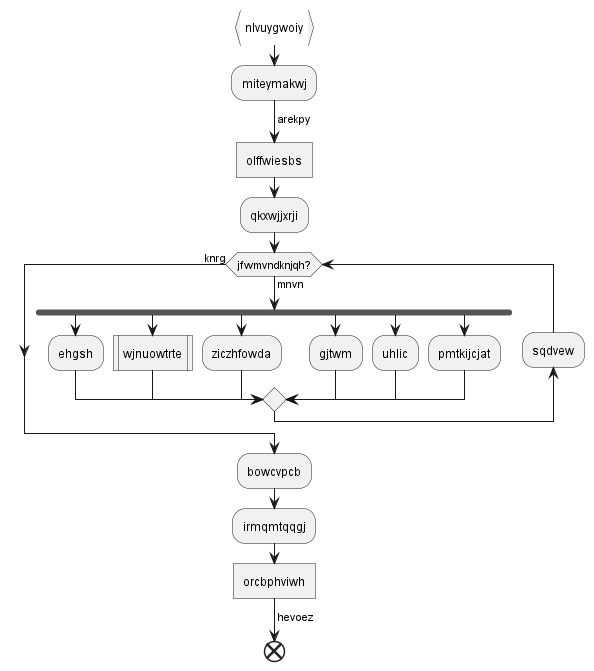 nlvuygwoiy
miteymakwj
arekpy
olffwiesbs
qkxwjjxrji
knrg
jfwmvndknjqh?
mnvn
ehgsh
wjnuowtrte
ziczhfowda
gjtwm
uhlic
pmtkijcjat
sqdvew
bowcvpcb
irmqmtqqgj
orcbphviwh
hevoez